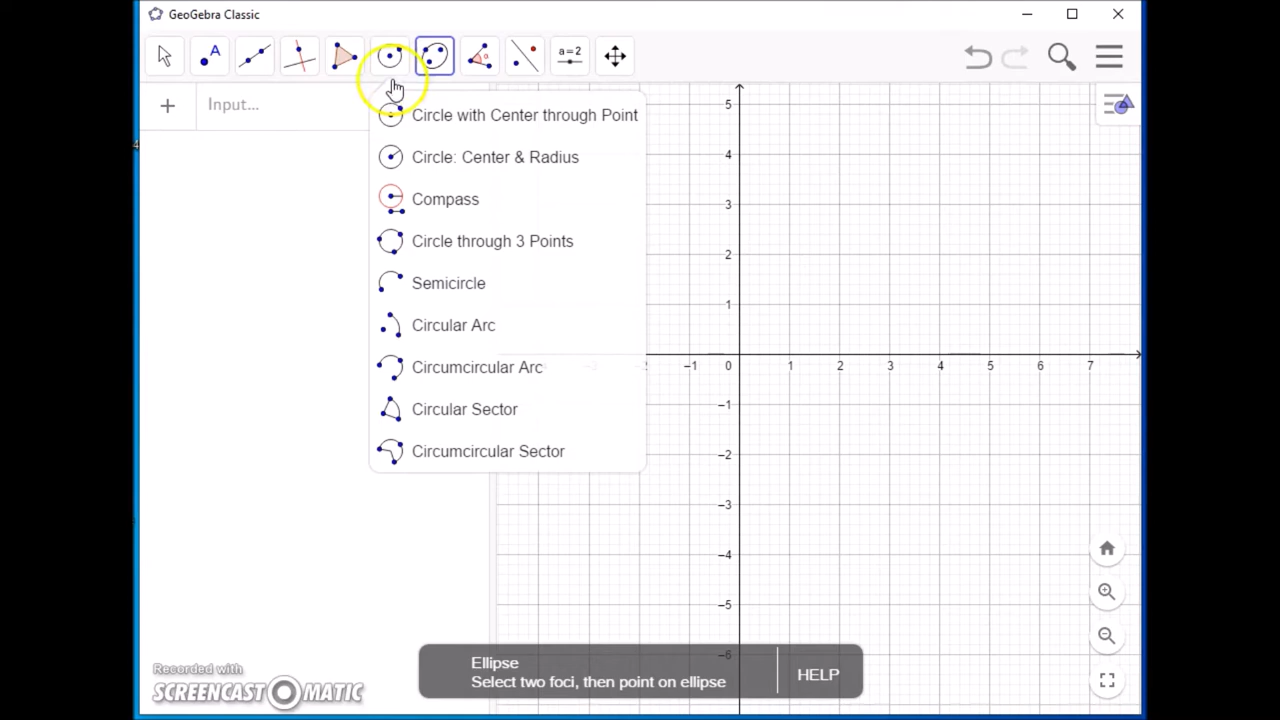 GeoGebra Classic
A
a=2
Input...
Circle with Center through Point
Circle: Center & Radius
Compass
Circle through 3 Points
Semicircle
Circular Arc
Circumcircular Arc
Circular Sector
Circumcircular Sector
5
4
3
2
1
−1
0
1
2
3
4
5
6
7
−1
−2
−3
−4
−5
−6
Ellipse
Select two foci, then point on ellipse
HELP
Recorded with
SCREENCAST MATIC